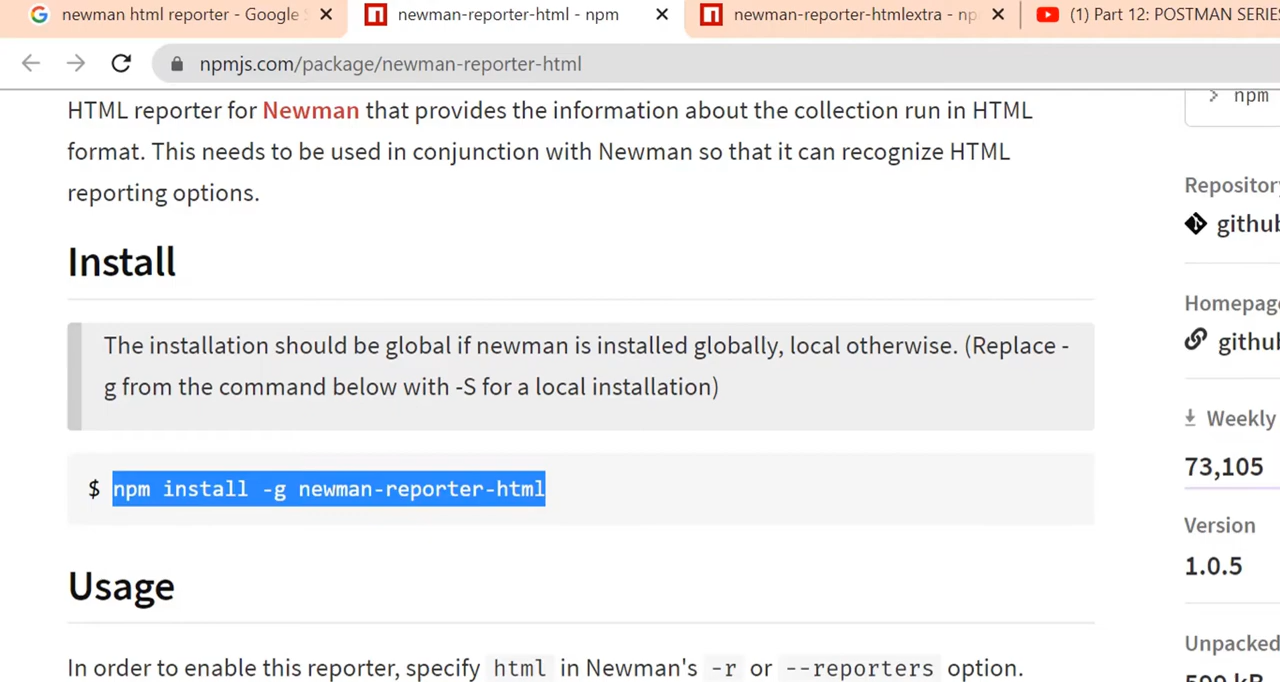 newman html reporter - Google S
newman-reporter-html - npm
newman-reporter-htmlextra - np
(1) Part 12: POSTMAN SERIES
npmjs.com/package/newman-reporter-html
HTML reporter for Newman that provides the information about the collection run in HTML
format. This needs to be used in conjunction with Newman so that it can recognize HTML
reporting options.
Install
The installation should be global if newman is installed globally, local otherwise. (Replace -
g from the command below with -S for a local installation)
$ npm install -g newman-reporter-html
Usage
In order to enable this reporter, specify html in Newman's -r or --reporters option.
> npm
Repository
github
Homepage
github
Weekly
73,105
Version
1.0.5
Unpacked